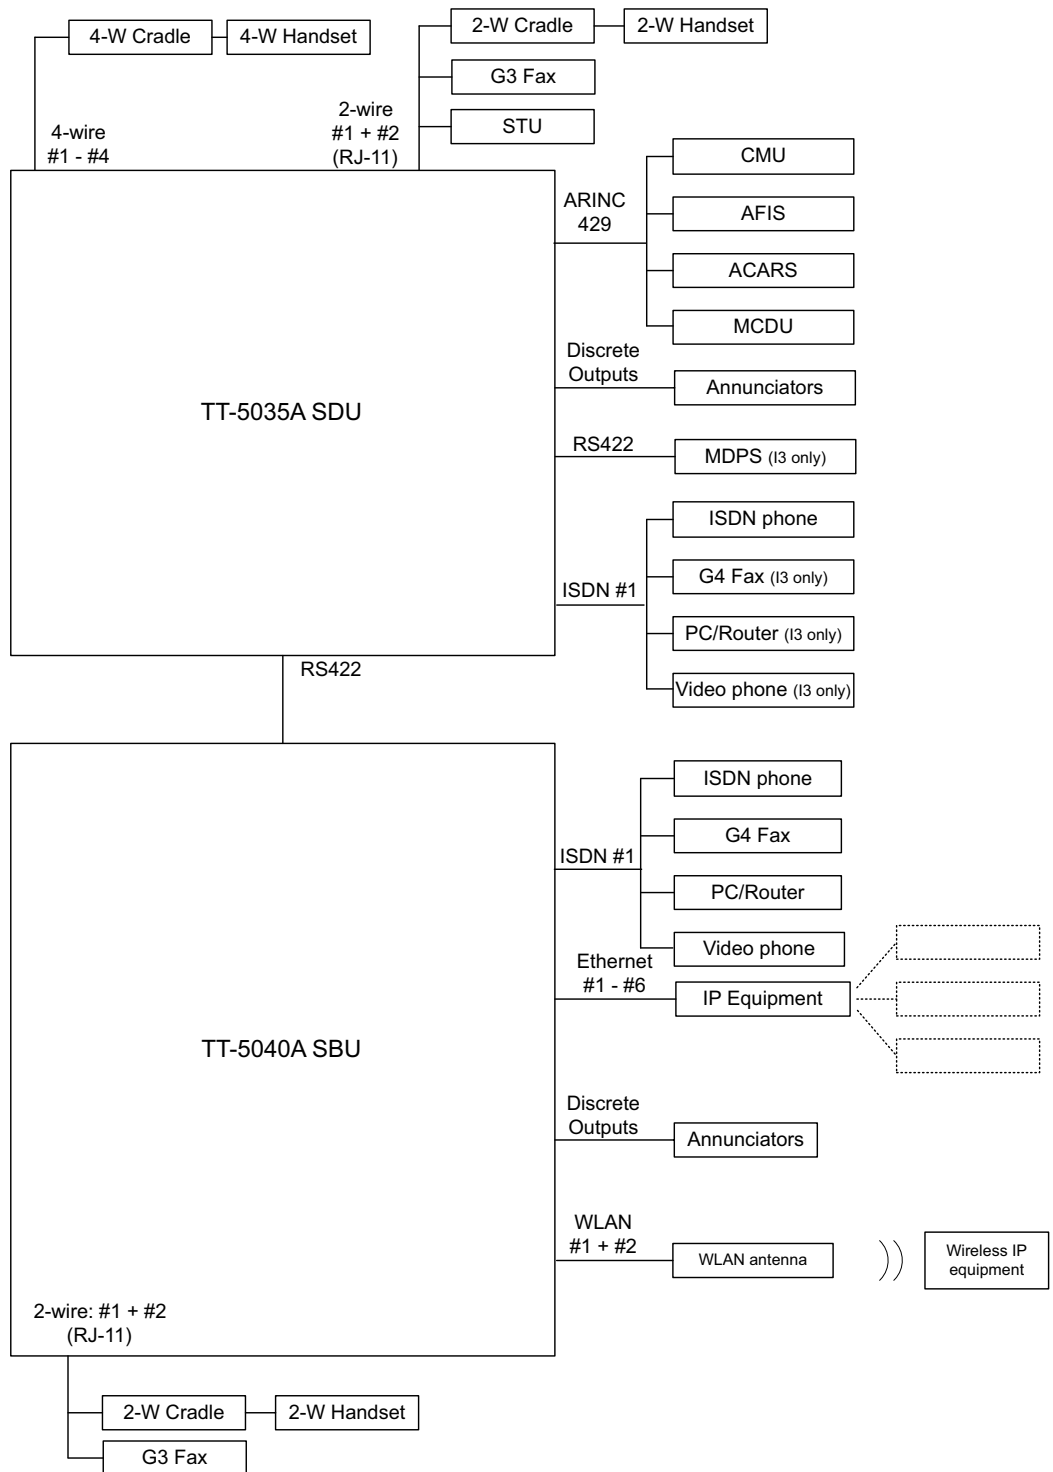 4-W Cradle
4-W Handset
2-W Cradle
2-W Handset
G3 Fax
STU
4-wire
#1 - #4
2-wire
#1 + #2
(RJ-11)
ARINC
429
CMU
AFIS
ACARS
MCDU
Discrete
Outputs
Annunciators
TT-5035A SDU
RS422
MDPS (I3 only)
ISDN #1
ISDN phone
G4 Fax (I3 only)
PC/Router (I3 only)
Video phone (I3 only)
RS422
ISDN #1
ISDN phone
G4 Fax
PC/Router
Video phone
Ethernet
#1 - #6
IP Equipment
TT-5040A SBU
Discrete
Outputs
Annunciators
WLAN
#1 + #2
WLAN antenna
Wireless IP
equipment
2-wire: #1 + #2
(RJ-11)
2-W Cradle
2-W Handset
G3 Fax